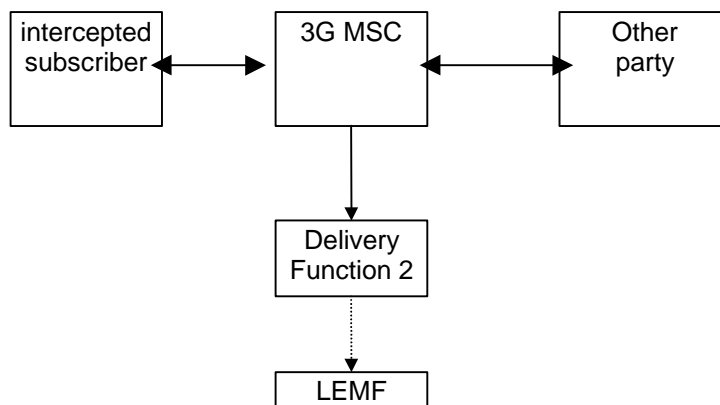 intercepted
subscriber
3G MSC
Other
party
Delivery
Function 2
LEMF